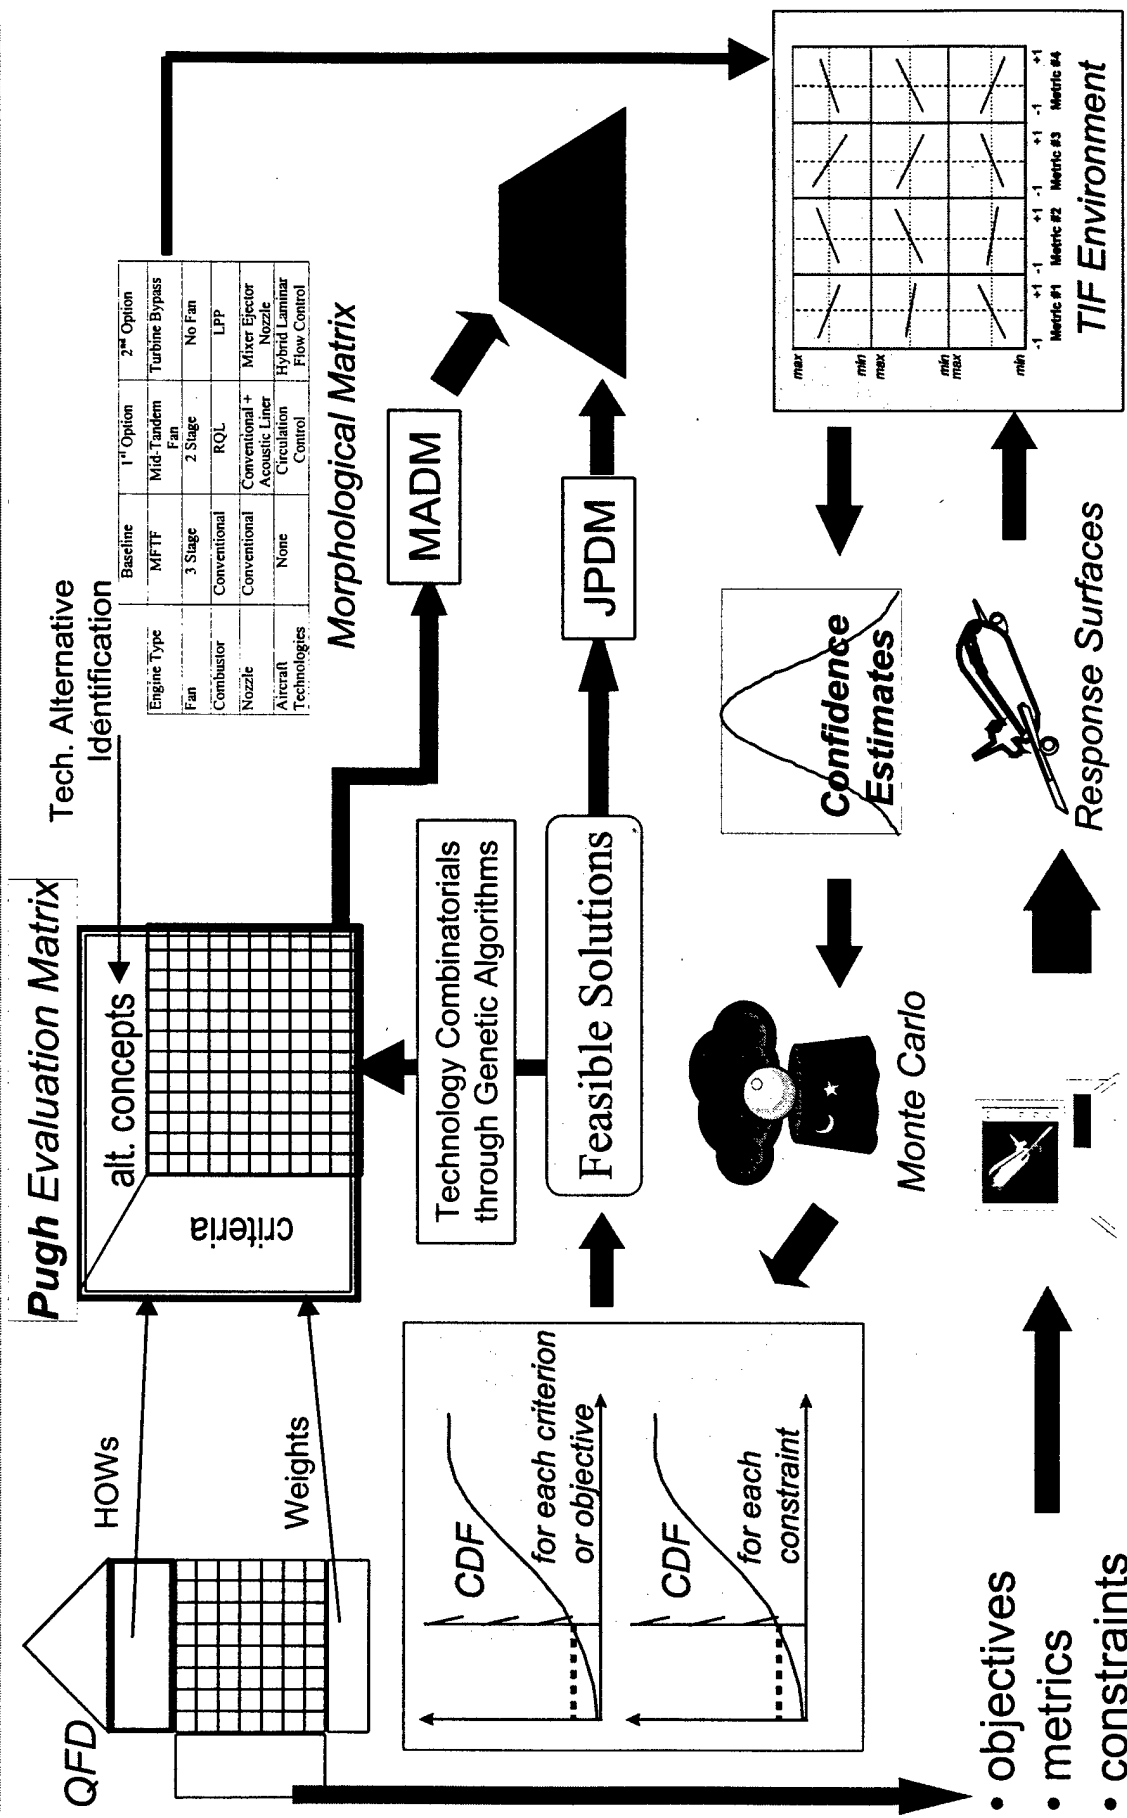 QFD
HOWs
Weights
Pugh Evaluation Matrix
alt. concepts
criteria
Tech. Alternative
Identification
Baseline 1st Option 2nd Option
Engine Type MFTF Mid-Tandem Fan Turbine Bypass
Fan 3 Stage 2 Stage No Fan
Combustor Conventional RQL LPP
Nozzle Conventional Conventional + Acoustic Liner Mixer Ejector Nozzle
Aircraft Technologies None Circulation Control Hybrid Laminar Flow Control
Morphological Matrix
Technology Combinatorials
through Genetic Algorithms
MADM
CDF
for each criterion
or objective
CDF
for each
constraint
Feasible Solutions
JPDM
Monte Carlo
Confidence
Estimates
max
min
max
min
max
min
-1 +1 -1 +1 -1 +1 -1 +1
Metric #1 Metric #2 Metric #3 Metric #4
TIF Environment
• objectives
• metrics
• constraints
Response Surfaces